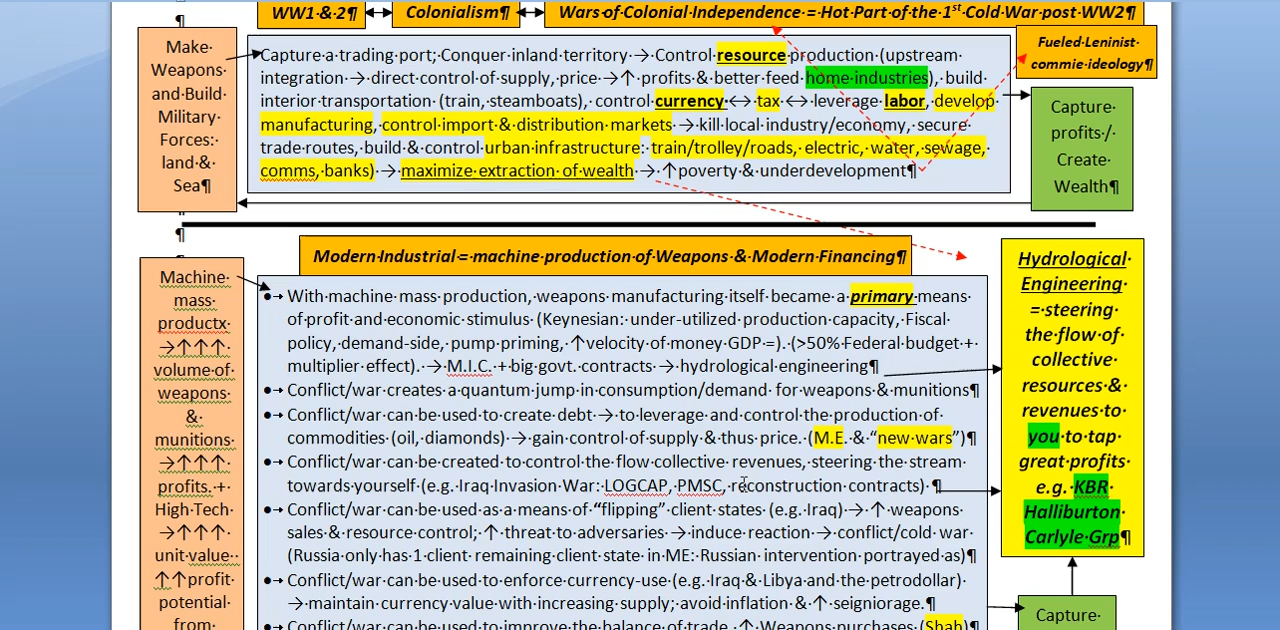 WW1 & 2¶
Colonialism¶
Wars of Colonial Independence = Hot Part of the 1st Cold War post WW2¶
¶
Make
Weapons
and Build
Military
Forces:
land &
Sea¶
Capture a trading port; Conquer inland territory → Control resource production (upstream
integration → direct control of supply, price → ↑ profits & better feed home industries), build
interior transportation (train, steamboats), control currency ↔ tax ↔ leverage labor, develop
manufacturing, control import & distribution markets → kill local industry/economy, secure
trade routes, build & control urban infrastructure: train/trolley/roads, electric, water, sewage,
comms, banks) → maximize extraction of wealth → ↑poverty & underdevelopment¶
Fueled Leninist
commie ideology¶
Capture
profits /
Create
Wealth¶
¶
Modern Industrial = machine production of Weapons & Modern Financing¶
Machine
mass
productx
→↑↑↑
volume of
weapons
&
munitions
→↑↑↑
profits. +
High Tech
→↑↑↑
unit value
↑↑profit
potential
from
● With machine mass production, weapons manufacturing itself became a primary means
of profit and economic stimulus (Keynesian: under-utilized production capacity, Fiscal
policy, demand-side, pump priming, ↑velocity of money GDP =). (>50% Federal budget +
multiplier effect). → M.I.C. + big govt. contracts → hydrological engineering¶
● Conflict/war creates a quantum jump in consumption/demand for weapons & munitions¶
● Conflict/war can be used to create debt → to leverage and control the production of
commodities (oil, diamonds) → gain control of supply & thus price. (M.E. & “new wars”)¶
● Conflict/war can be created to control the flow collective revenues, steering the stream
towards yourself (e.g. Iraq Invasion War: LOGCAP, PMSC, reconstruction contracts). ¶
● Conflict/war can be used as a means of “flipping” client states (e.g. Iraq) → ↑ weapons
sales & resource control; ↑ threat to adversaries → induce reaction → conflict/cold war
(Russia only has 1 client remaining client state in ME: Russian intervention portrayed as)¶
● Conflict/war can be used to enforce currency use (e.g. Iraq & Libya and the petrodollar)
→ maintain currency value with increasing supply; avoid inflation & ↑ seigniorage.¶
● Conflict/war can be used to improve the balance of trade. ↑ Weapons purchases (Shah)¶
Hydrological
Engineering
= steering
the flow of
collective
resources &
revenues to
you to tap
great profits
e.g. KBR
Halliburton
Carlyle Grp¶
Capture